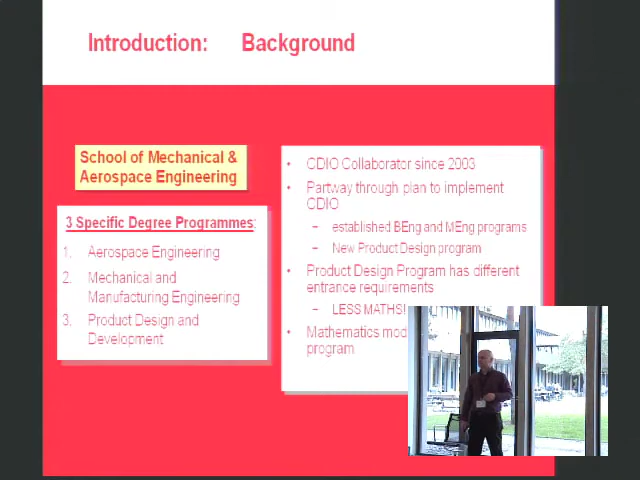 Introduction: Background
School of Mechanical &
Aerospace Engineering
3 Specific Degree Programmes:
1. Aerospace Engineering
2. Mechanical and
Manufacturing Engineering
3. Product Design and
Development
• CDIO Collaborator since 2003
• Partway through plan to implement
CDIO
– established BEng and MEng programs
– New Product Design program
• Product Design Program has different
entrance requirements
– LESS MATHS!
• Mathematics
program